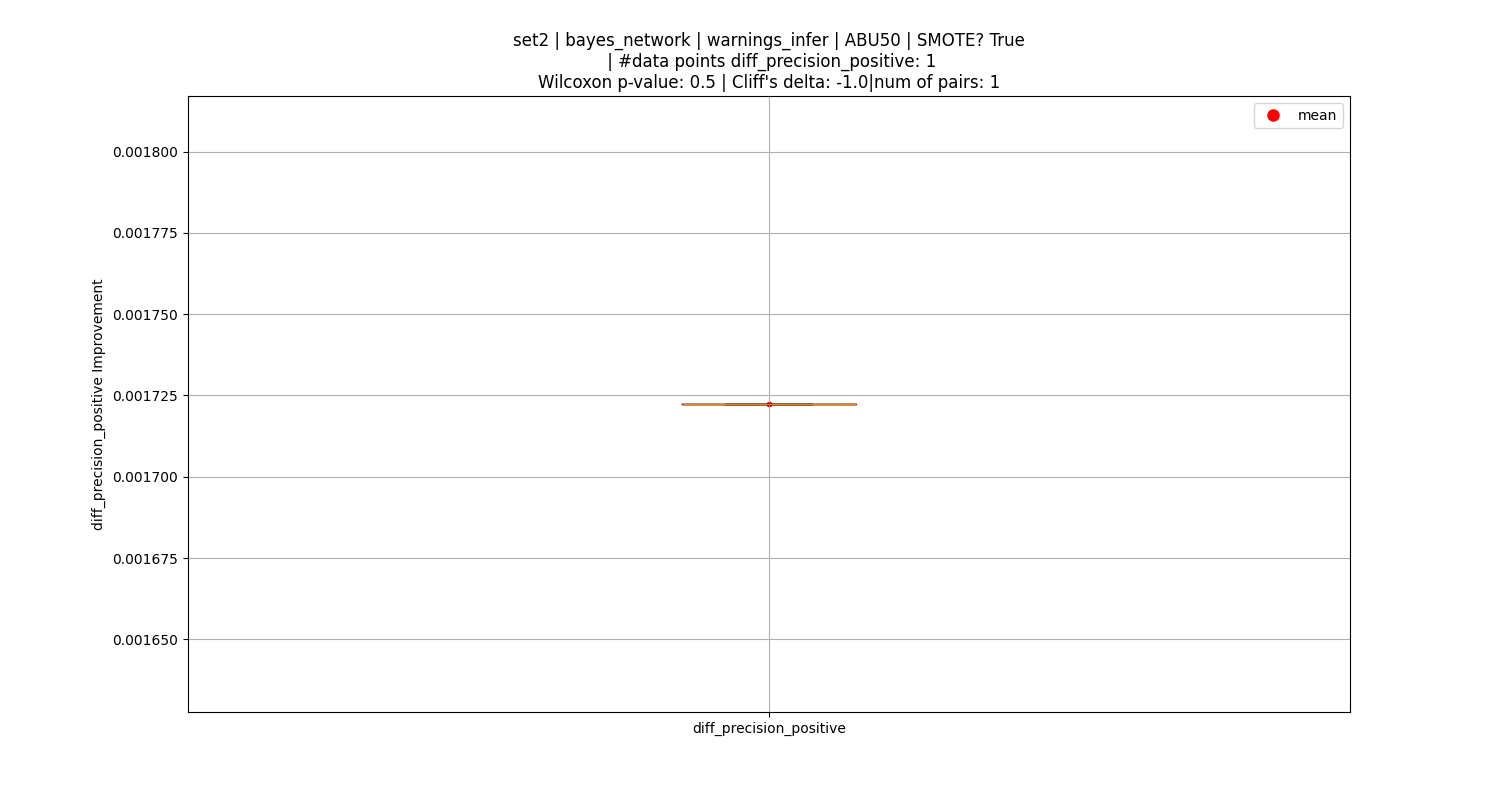 set2 | bayes_network | warnings_infer | ABU50 | SMOTE? True
| #data points diff_precision_positive: 1
Wilcoxon p-value: 0.5 | Cliff's delta: -1.0|num of pairs: 1
mean
0.001800
0.001775
0.001750
0.001725
0.001700
0.001675
0.001650
diff_precision_positive Improvement
diff_precision_positive